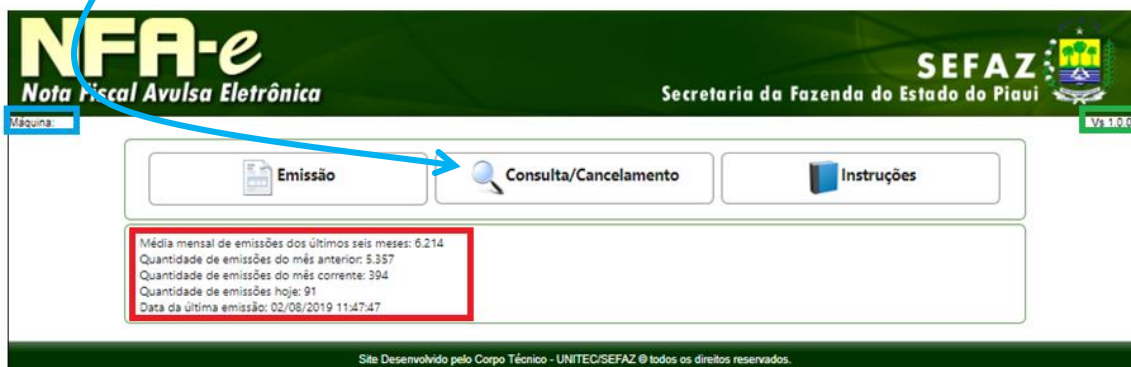 NFA-e
Nota Fiscal Avulsa Eletrônica
SEFAZ
Secretaria da Fazenda do Estado do Piauí
Máquina:
Vs 1.0.0
Emissão
Consulta/Cancelamento
Instruções
Média mensal de emissões dos últimos seis meses: 6.214
Quantidade de emissões do mês anterior: 5.357
Quantidade de emissões do mês corrente: 394
Quantidade de emissões hoje: 91
Data da última emissão: 02/08/2019 11:47:47
Site Desenvolvido pelo Corpo Técnico - UNITEC/SEFAZ © todos os direitos reservados.